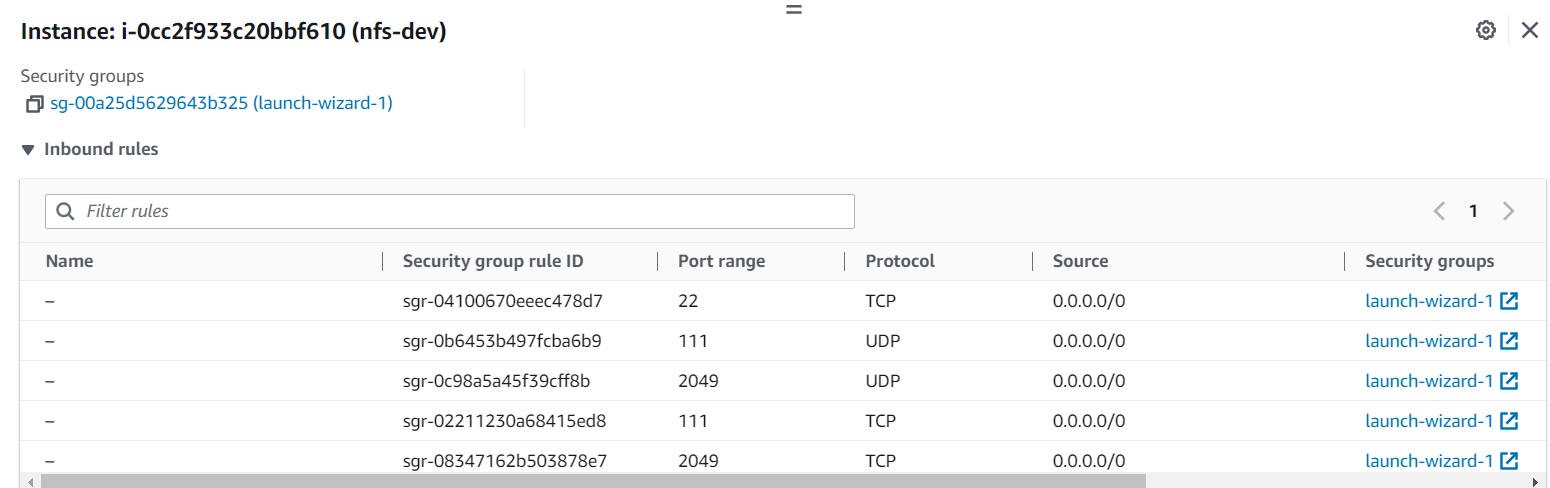 Instance: i-0cc2f933c20bbf610 (nfs-dev)
Security groups
sg-00a25d5629643b325 (launch-wizard-1)
Inbound rules
Filter rules 1
Name Security group rule ID Port range Protocol Source Security groups
– sgr-04100670eeec478d7 22 TCP 0.0.0.0/0 launch-wizard-1
– sgr-0b6453b497fcba6b9 111 UDP 0.0.0.0/0 launch-wizard-1
– sgr-0c98a5a45f39cff8b 2049 UDP 0.0.0.0/0 launch-wizard-1
– sgr-02211230a68415ed8 111 TCP 0.0.0.0/0 launch-wizard-1
– sgr-08347162b503878e7 2049 TCP 0.0.0.0/0 launch-wizard-1